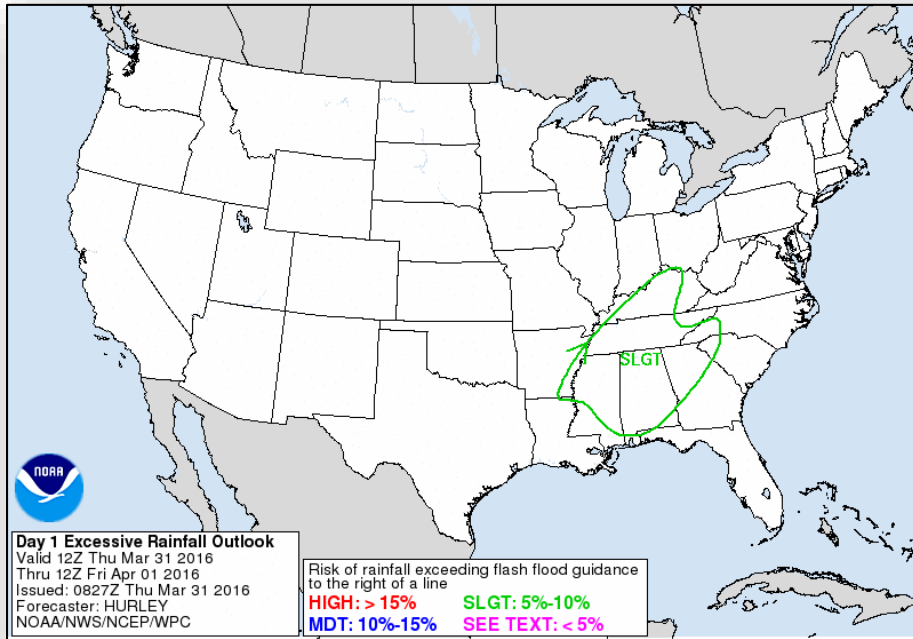 SLGT
NOAA
Day 1 Excessive Rainfall Outlook
Valid 12Z Thu Mar 31 2016
Thru 12Z Fri Apr 01 2016
Issued: 0827Z Thu Mar 31 2016
Forecaster: HURLEY
NOAA/NWS/NCEP/WPC
Risk of rainfall exceeding flash flood guidance
to the right of a line
HIGH: > 15% SLGT: 5%-10%
MDT: 10%-15% SEE TEXT: < 5%